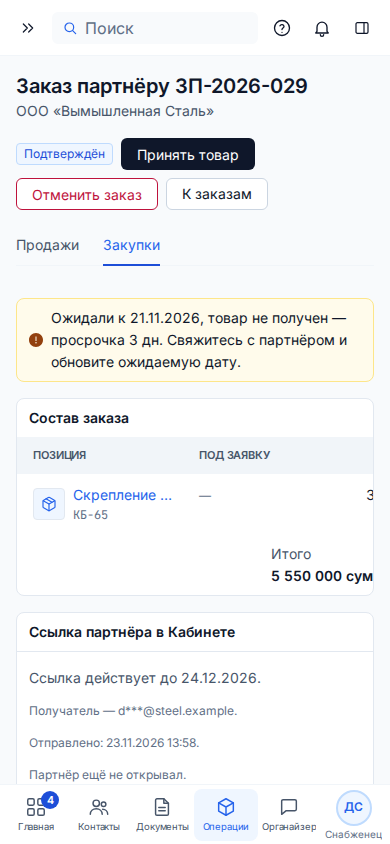 Поиск
Заказ партнёру ЗП-2026-029
ООО «Вымышленная Сталь»
Подтверждён
Принять товар
Отменить заказ
К заказам
Продажи
Закупки
Ожидали к 21.11.2026, товар не получен —
просрочка 3 дн. Свяжитесь с партнёром и
обновите ожидаемую дату.
Состав заказа
ПОЗИЦИЯ
ПОД ЗАЯВКУ
Скрепление ...
—
КБ-65
Итого
5 550 000 сум
Ссылка партнёра в Кабинете
Ссылка действует до 24.12.2026.
Получатель — d***@steel.example.
Отправлено: 23.11.2026 13:58.
Партнёр ещё не открывал.
4
ДС
Главная
Контакты
Документы
Операции
Органайзер
Снабженец